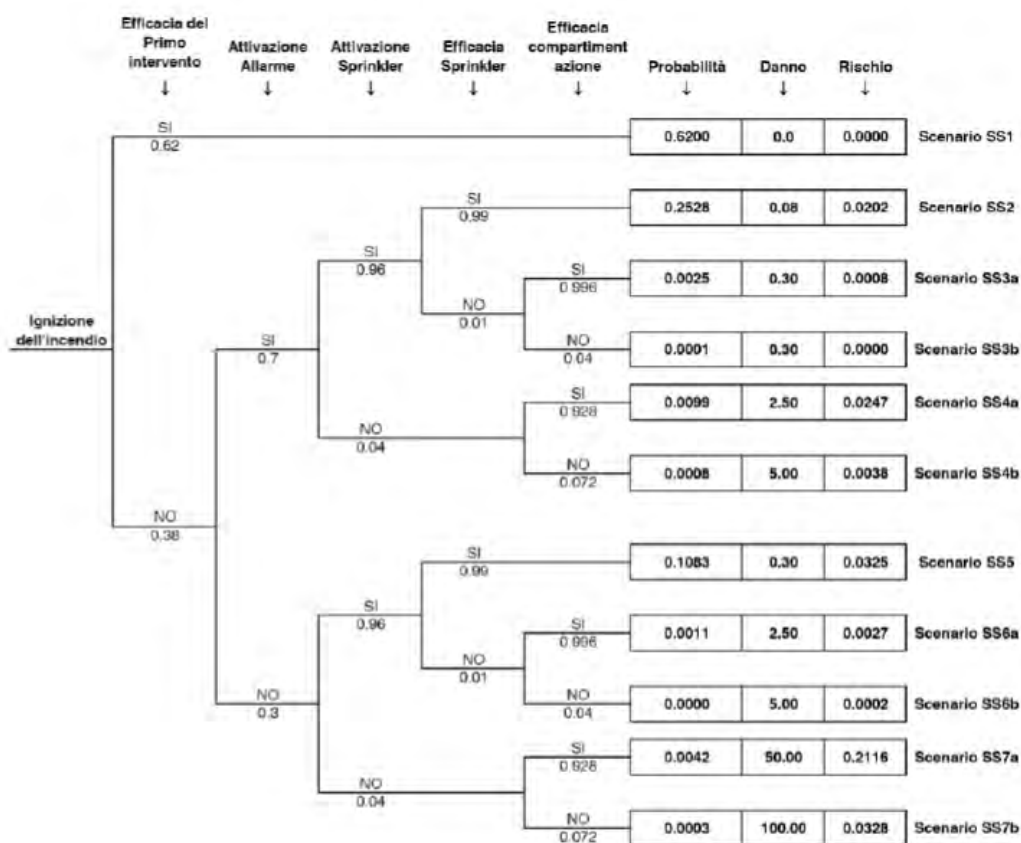 Efficacia del
Primo
intervento
Attivazione
Allarme
Attivazione
Sprinkler
Efficacia
Sprinkler
Efficacia
compartiment
azione
Probabilità
Danno
Rischio
↓ ↓ ↓ ↓ ↓ ↓ ↓ ↓
SI
0.62
0.6200 0.0 0.0000 Scenario SS1
SI
0.99
0.2528 0.08 0.0202 Scenario SS2
SI
0.96
SI
0.996
0.0025 0.30 0.0008 Scenario SS3a
NO
0.01
Ignizione
dell'incendio
SI
0.7
NO
0.04
0.0001 0.30 0.0000 Scenario SS3b
SI
0.928
0.0099 2.50 0.0247 Scenario SS4a
NO
0.04
NO
0.072
0.0008 5.00 0.0038 Scenario SS4b
NO
0.38
SI
0.99
0.1083 0.30 0.0325 Scenario SS5
SI
0.96
SI
0.996
0.0011 2.50 0.0027 Scenario SS6a
NO
0.01
NO
0.3
NO
0.04
0.0000 5.00 0.0002 Scenario SS6b
SI
0.928
0.0042 50.00 0.2116 Scenario SS7a
NO
0.04
NO
0.072
0.0003 100.00 0.0328 Scenario SS7b